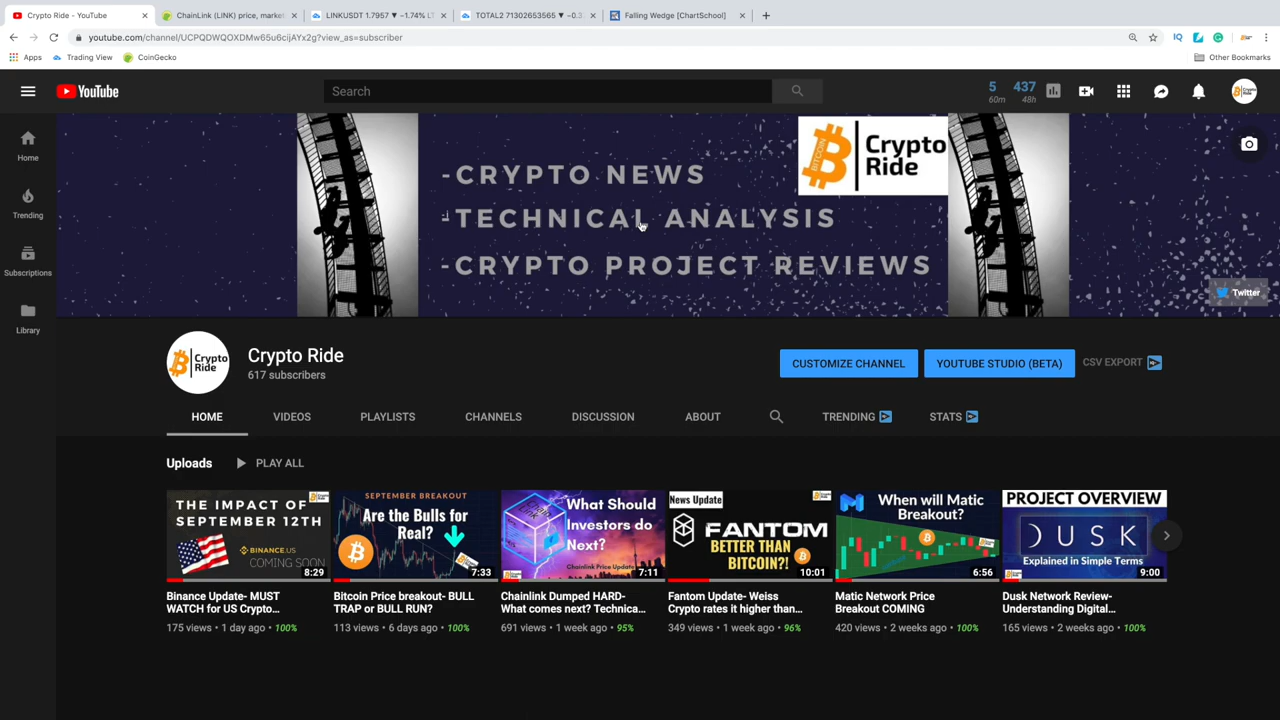 Crypto Ride - YouTube
ChainLink (LINK) price, market
LINKUSDT 1.7957 ▼ −1.74% LT
TOTAL2 71302653565 ▼ −0.3
Falling Wedge [ChartSchool]
youtube.com/channel/UCPQDWQOXDMw65u6cijAYx2g?view_as=subscriber
Apps
Trading View
CoinGecko
Other Bookmarks
YouTube
Search
5
60m
437
48h
Home
Trending
Subscriptions
Library
-CRYPTO NEWS
-TECHNICAL ANALYSIS
-CRYPTO PROJECT REVIEWS
BITCOIN
Crypto
Ride
Twitter
Crypto
Ride
Crypto Ride
617 subscribers
CUSTOMIZE CHANNEL
YOUTUBE STUDIO (BETA)
CSV EXPORT
HOME
VIDEOS
PLAYLISTS
CHANNELS
DISCUSSION
ABOUT
TRENDING
STATS
Uploads
PLAY ALL
THE IMPACT OF
SEPTEMBER 12TH
BINANCE.US
COMING SOON
8:29
Binance Update- MUST
WATCH for US Crypto...
175 views • 1 day ago • 100%
SEPTEMBER BREAKOUT
Are the Bulls for
Real?
7:33
Bitcoin Price breakout- BULL
TRAP or BULL RUN?
113 views • 6 days ago • 100%
What Should
Investors do
Next?
Chainlink Price Update
7:11
Chainlink Dumped HARD-
What comes next? Technica...
691 views • 1 week ago • 95%
News Update
FANTOM
BETTER THAN
BITCOIN?!
10:01
Fantom Update- Weiss
Crypto rates it higher than...
349 views • 1 week ago • 96%
When will Matic
Breakout?
6:56
Matic Network Price
Breakout COMING
420 views • 2 weeks ago • 100%
PROJECT OVERVIEW
DUSK
Explained in Simple Terms
9:00
Dusk Network Review-
Understanding Digital...
165 views • 2 weeks ago • 100%